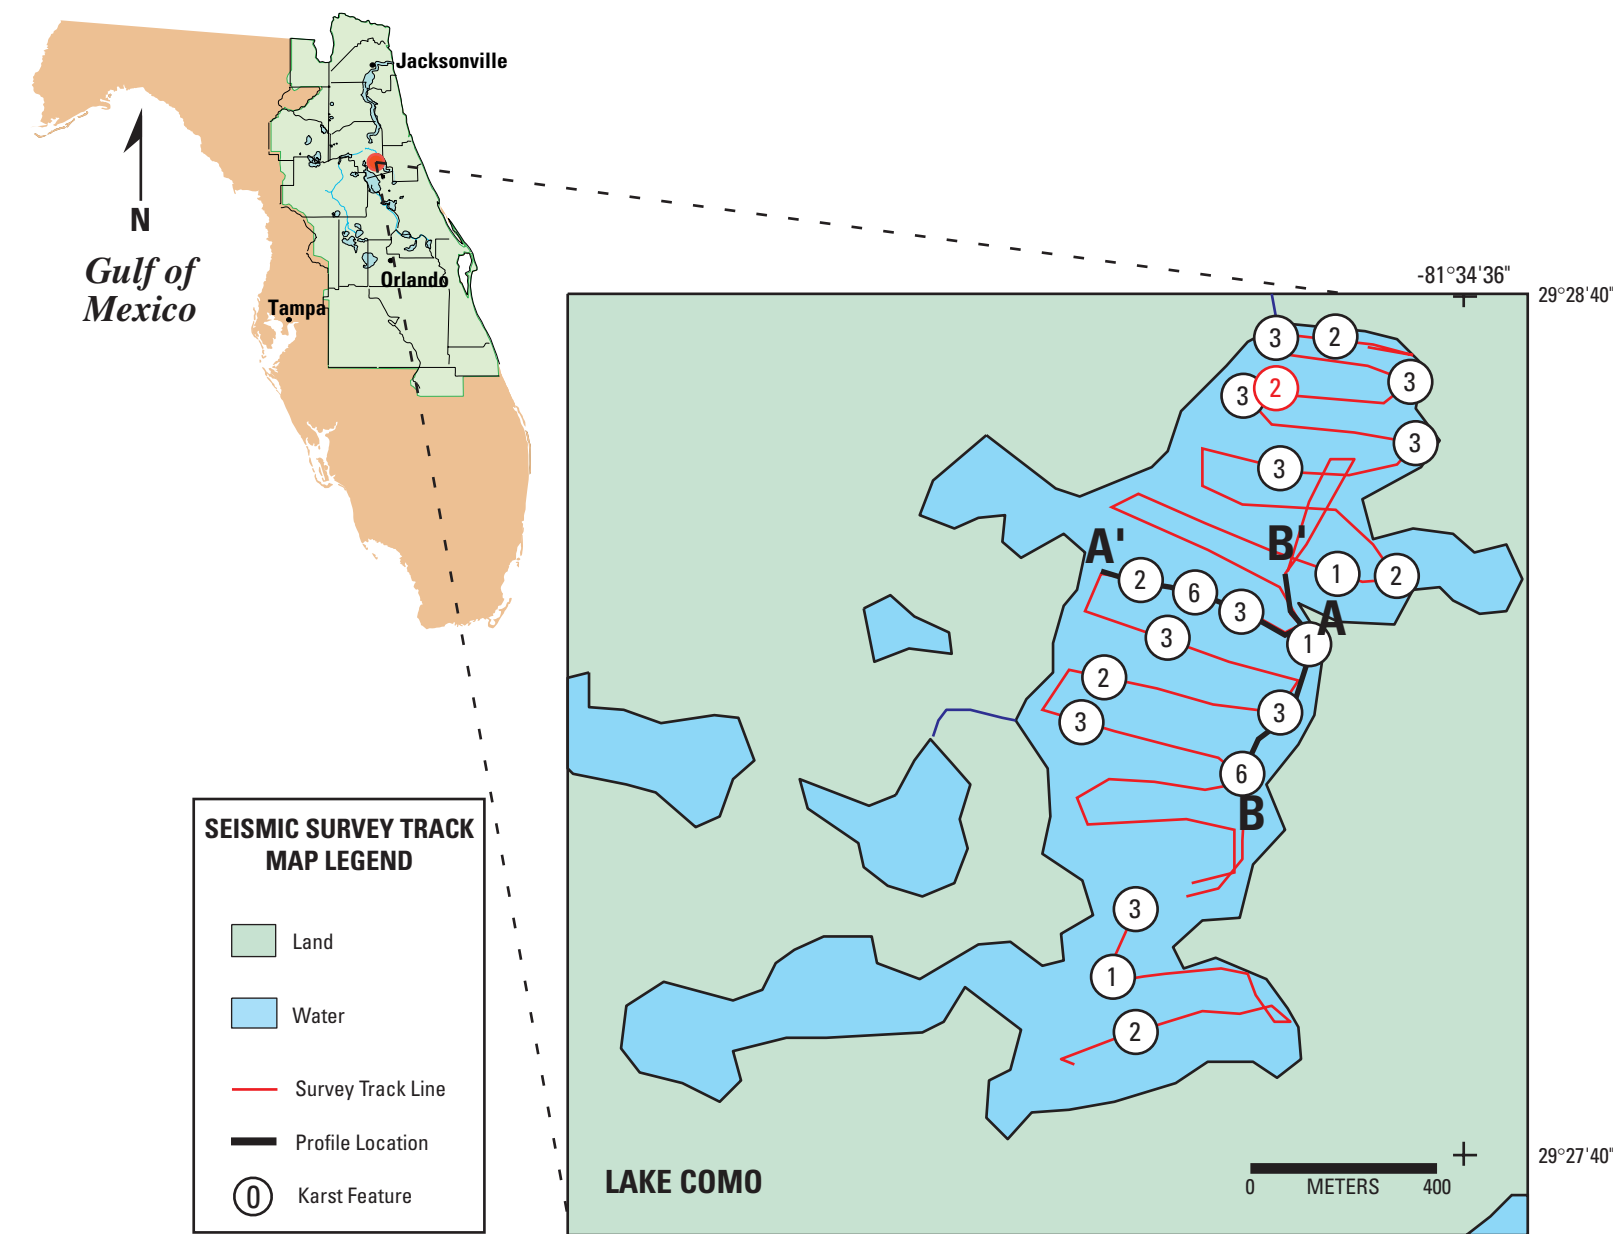 Jacksonville
N
Gulf of
Mexico
Orlando
Tampa
-81°34'36"
29°28'40"
3
2
3
3
2
3
3
B'
A'
2
6
3
1
2
A
1
3
2
3
3
6
B
3
1
2
29°27'40"
LAKE COMO
0 METERS 400
SEISMIC SURVEY TRACK
MAP LEGEND
Land
Water
Survey Track Line
Profile Location
0 Karst Feature